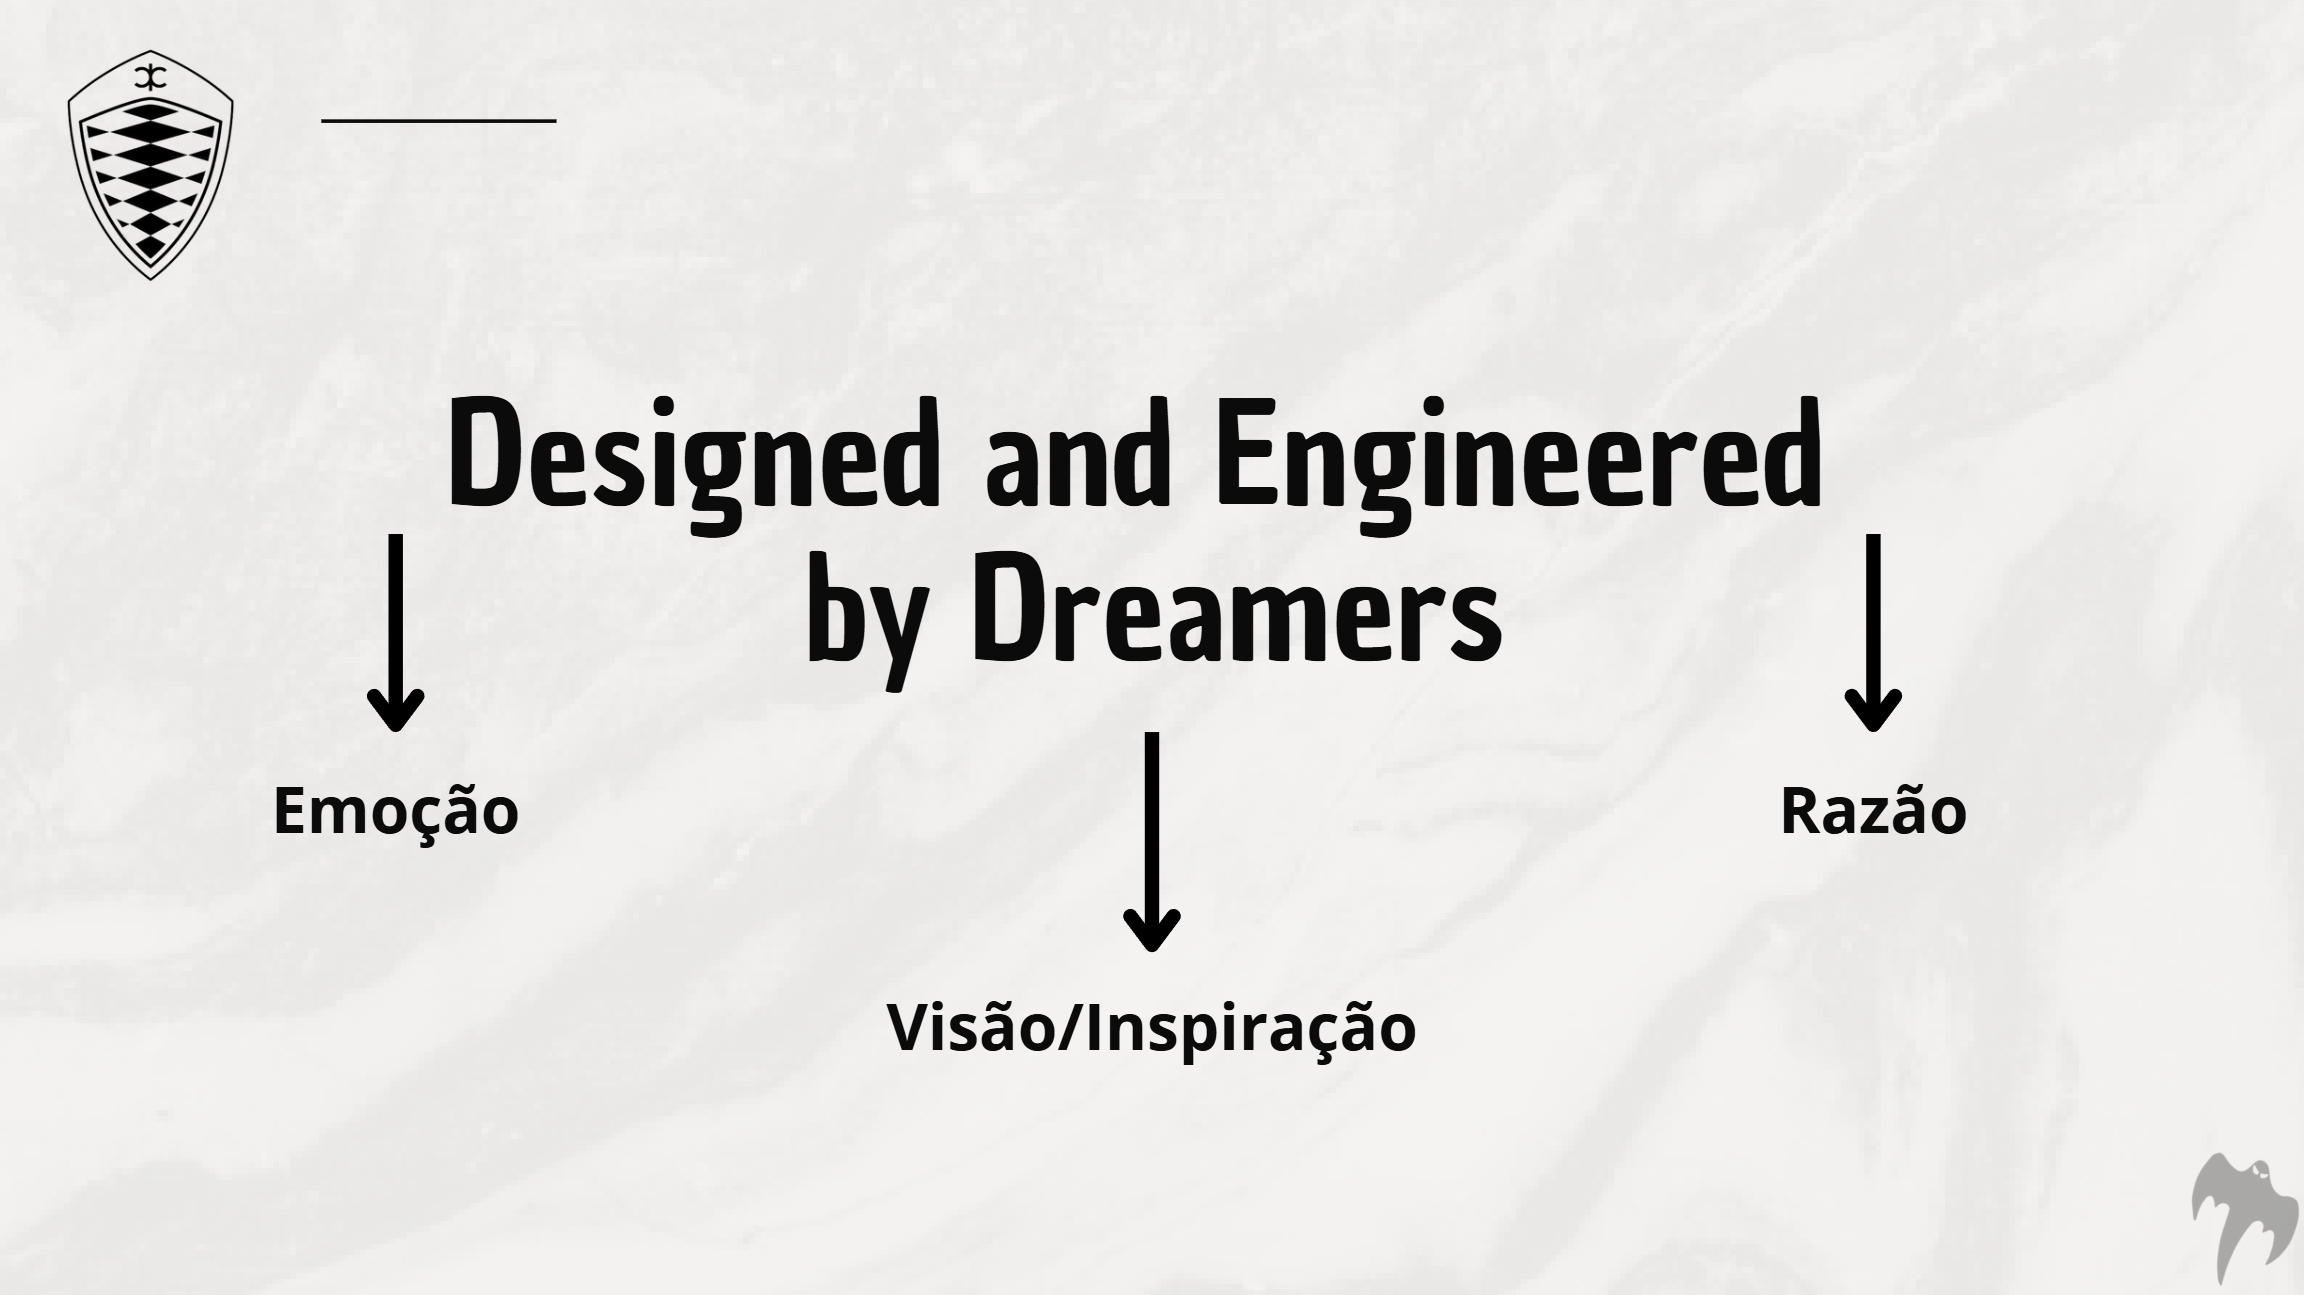 Designed and Engineered
by Dreamers
Emoção
Razão
Visão/Inspiração